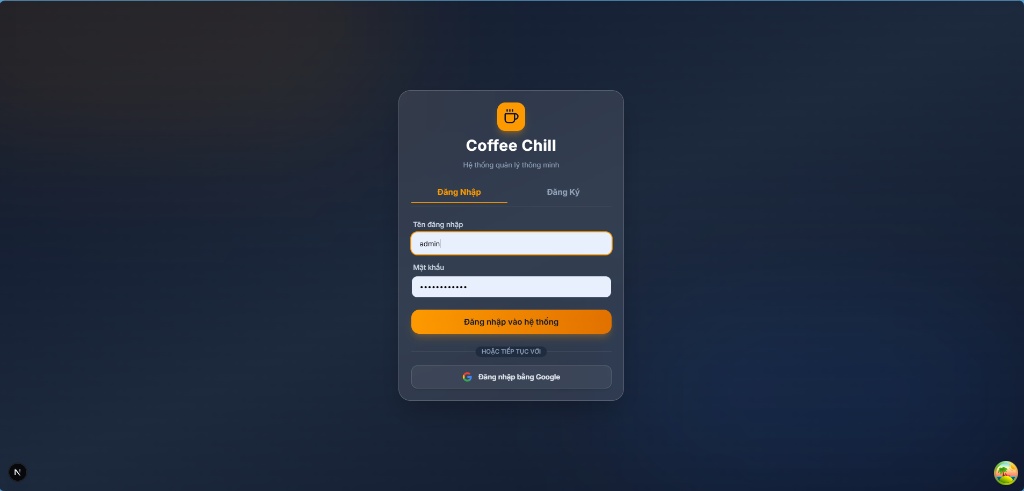 Coffee Chill
Hệ thống quản lý thông minh
Đăng Nhập
Đăng Ký
Tên đăng nhập
admin
Mật khẩu
••••••••••••
Đăng nhập vào hệ thống
HOẶC TIẾP TỤC VỚI
Đăng nhập bằng Google
N